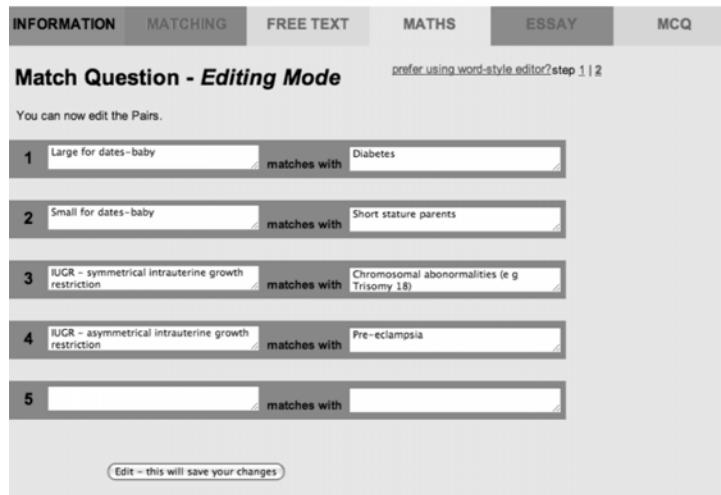 INFORMATION MATCHING FREE TEXT MATHS ESSAY MCQ
Match Question - Editing Mode
prefer using word-style editor?step 1 | 2
You can now edit the Pairs.
1 Large for dates-baby matches with Diabetes
2 Small for dates-baby matches with Short stature parents
3 IUGR - symmetrical intrauterine growth
restriction matches with Chromosomal abonormalities (e g
Trisomy 18)
4 IUGR - asymmetrical intrauterine growth
restriction matches with Pre-eclampsia
5 matches with
Edit - this will save your changes